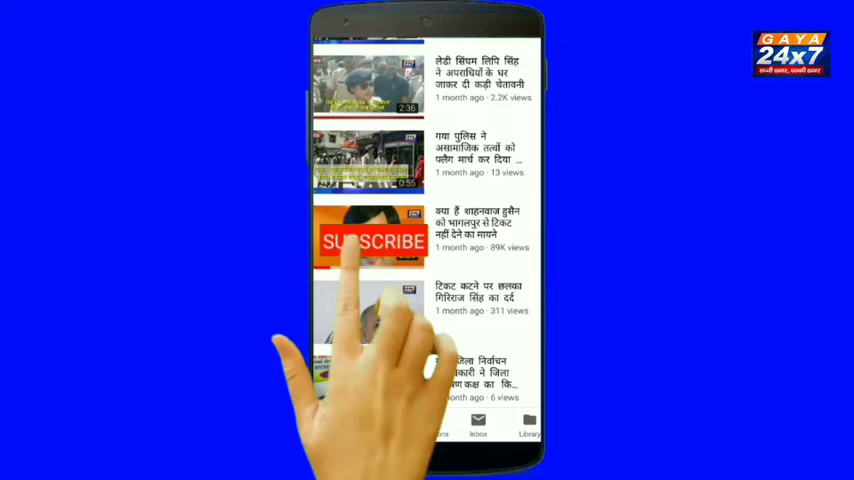 GAYA
24x7
सच्ची खबर, पक्की खबर
लेडी सिंघम लिपि सिंह
ने अपराधियों के घर
जाकर दी कड़ी चेतावनी
1 month ago · 2.2K views
2:36
गया पुलिस ने
असामाजिक तत्वों को
फ्लैग मार्च कर दिया ...
1 month ago · 13 views
0:55
क्या हैं शाहनवाज हुसैन
को भागलपुर से टिकट
नहीं देने का मायने
1 month ago · 89K views
SUBSCRIBE
टिकट कटने पर छलका
गिरिराज सिंह का दर्द
1 month ago · 311 views
जिला निर्वाचन
ने जिला
कक्ष का कि...
ago · 6 views
Inbox
Library